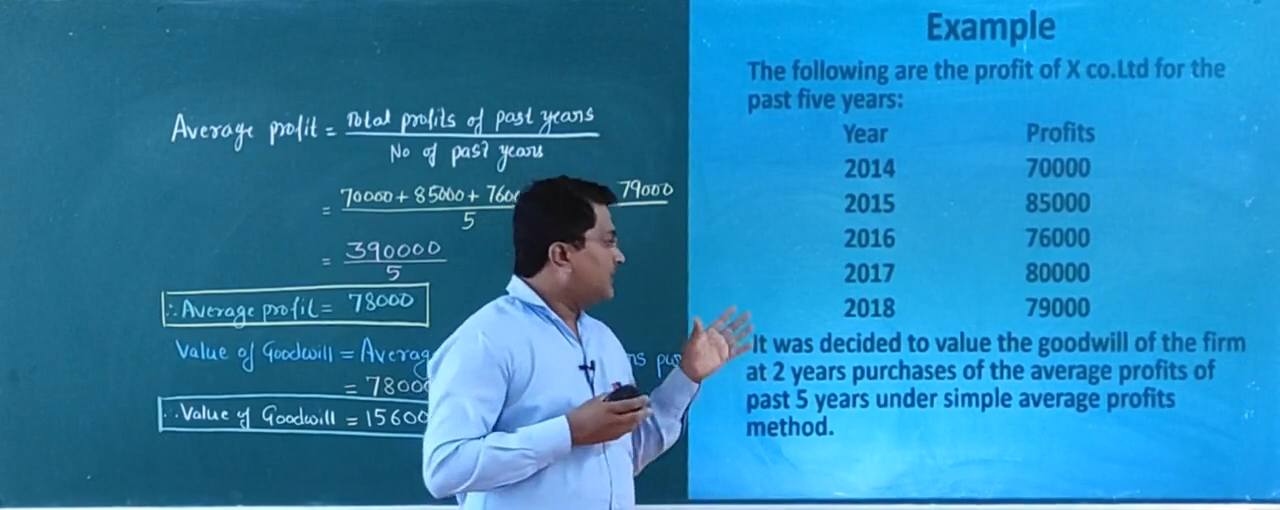 Average profit = Total profits of past years
No of past years
= 70000 + 85000 + 79000
5
= 390000
5
∴ Average profit = 78000
Value of Goodwill =
=
∴ Value of Goodwill =
Example
The following are the profit of X co.Ltd for the
past five years:
Year Profits
2014 70000
2015 85000
2016 76000
2017 80000
2018 79000
It was decided to value the goodwill of the firm
at 2 years purchases of the average profits of
past 5 years under simple average profits
method.